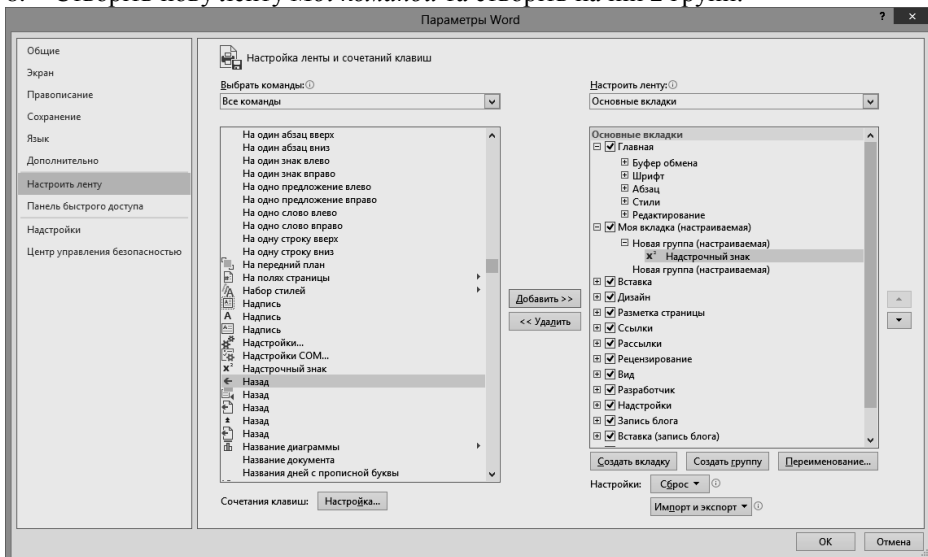 Параметры Word
? ×
Общие
Экран
Правописание
Сохранение
Язык
Дополнительно
Настроить ленту
Панель быстрого доступа
Надстройки
Центр управления безопасностью
Настройка ленты и сочетаний клавиш
Выбрать команды:
Все команды
На один абзац вверх
На один абзац вниз
На один знак влево
На один знак вправо
На одно предложение влево
На одно предложение вправо
На одно слово влево
На одно слово вправо
На одну строку вверх
На одну строку вниз
На передний план
На полях страницы
Набор стилей
Надпись
A Надпись
Надпись
Надстройки...
Надстройки COM...
x² Надстрочный знак
Назад
Назад
Назад
Назад
Назад
Название диаграммы
Название документа
Названия дней с прописной буквы
Сочетания клавиш: Настройка...
Добавить >>
<< Удалить
Настроить ленту:
Основные вкладки
Основные вкладки
Главная
Буфер обмена
Шрифт
Абзац
Стили
Редактирование
Моя вкладка (настраиваемая)
Новая группа (настраиваемая)
x² Надстрочный знак
Новая группа (настраиваемая)
Вставка
Дизайн
Разметка страницы
Ссылки
Рассылки
Рецензирование
Вид
Разработчик
Надстройки
Запись блога
Вставка (запись блога)
Создать вкладку Создать группу Переименование...
Настройки: Сброс
Импорт и экспорт
ОК Отмена